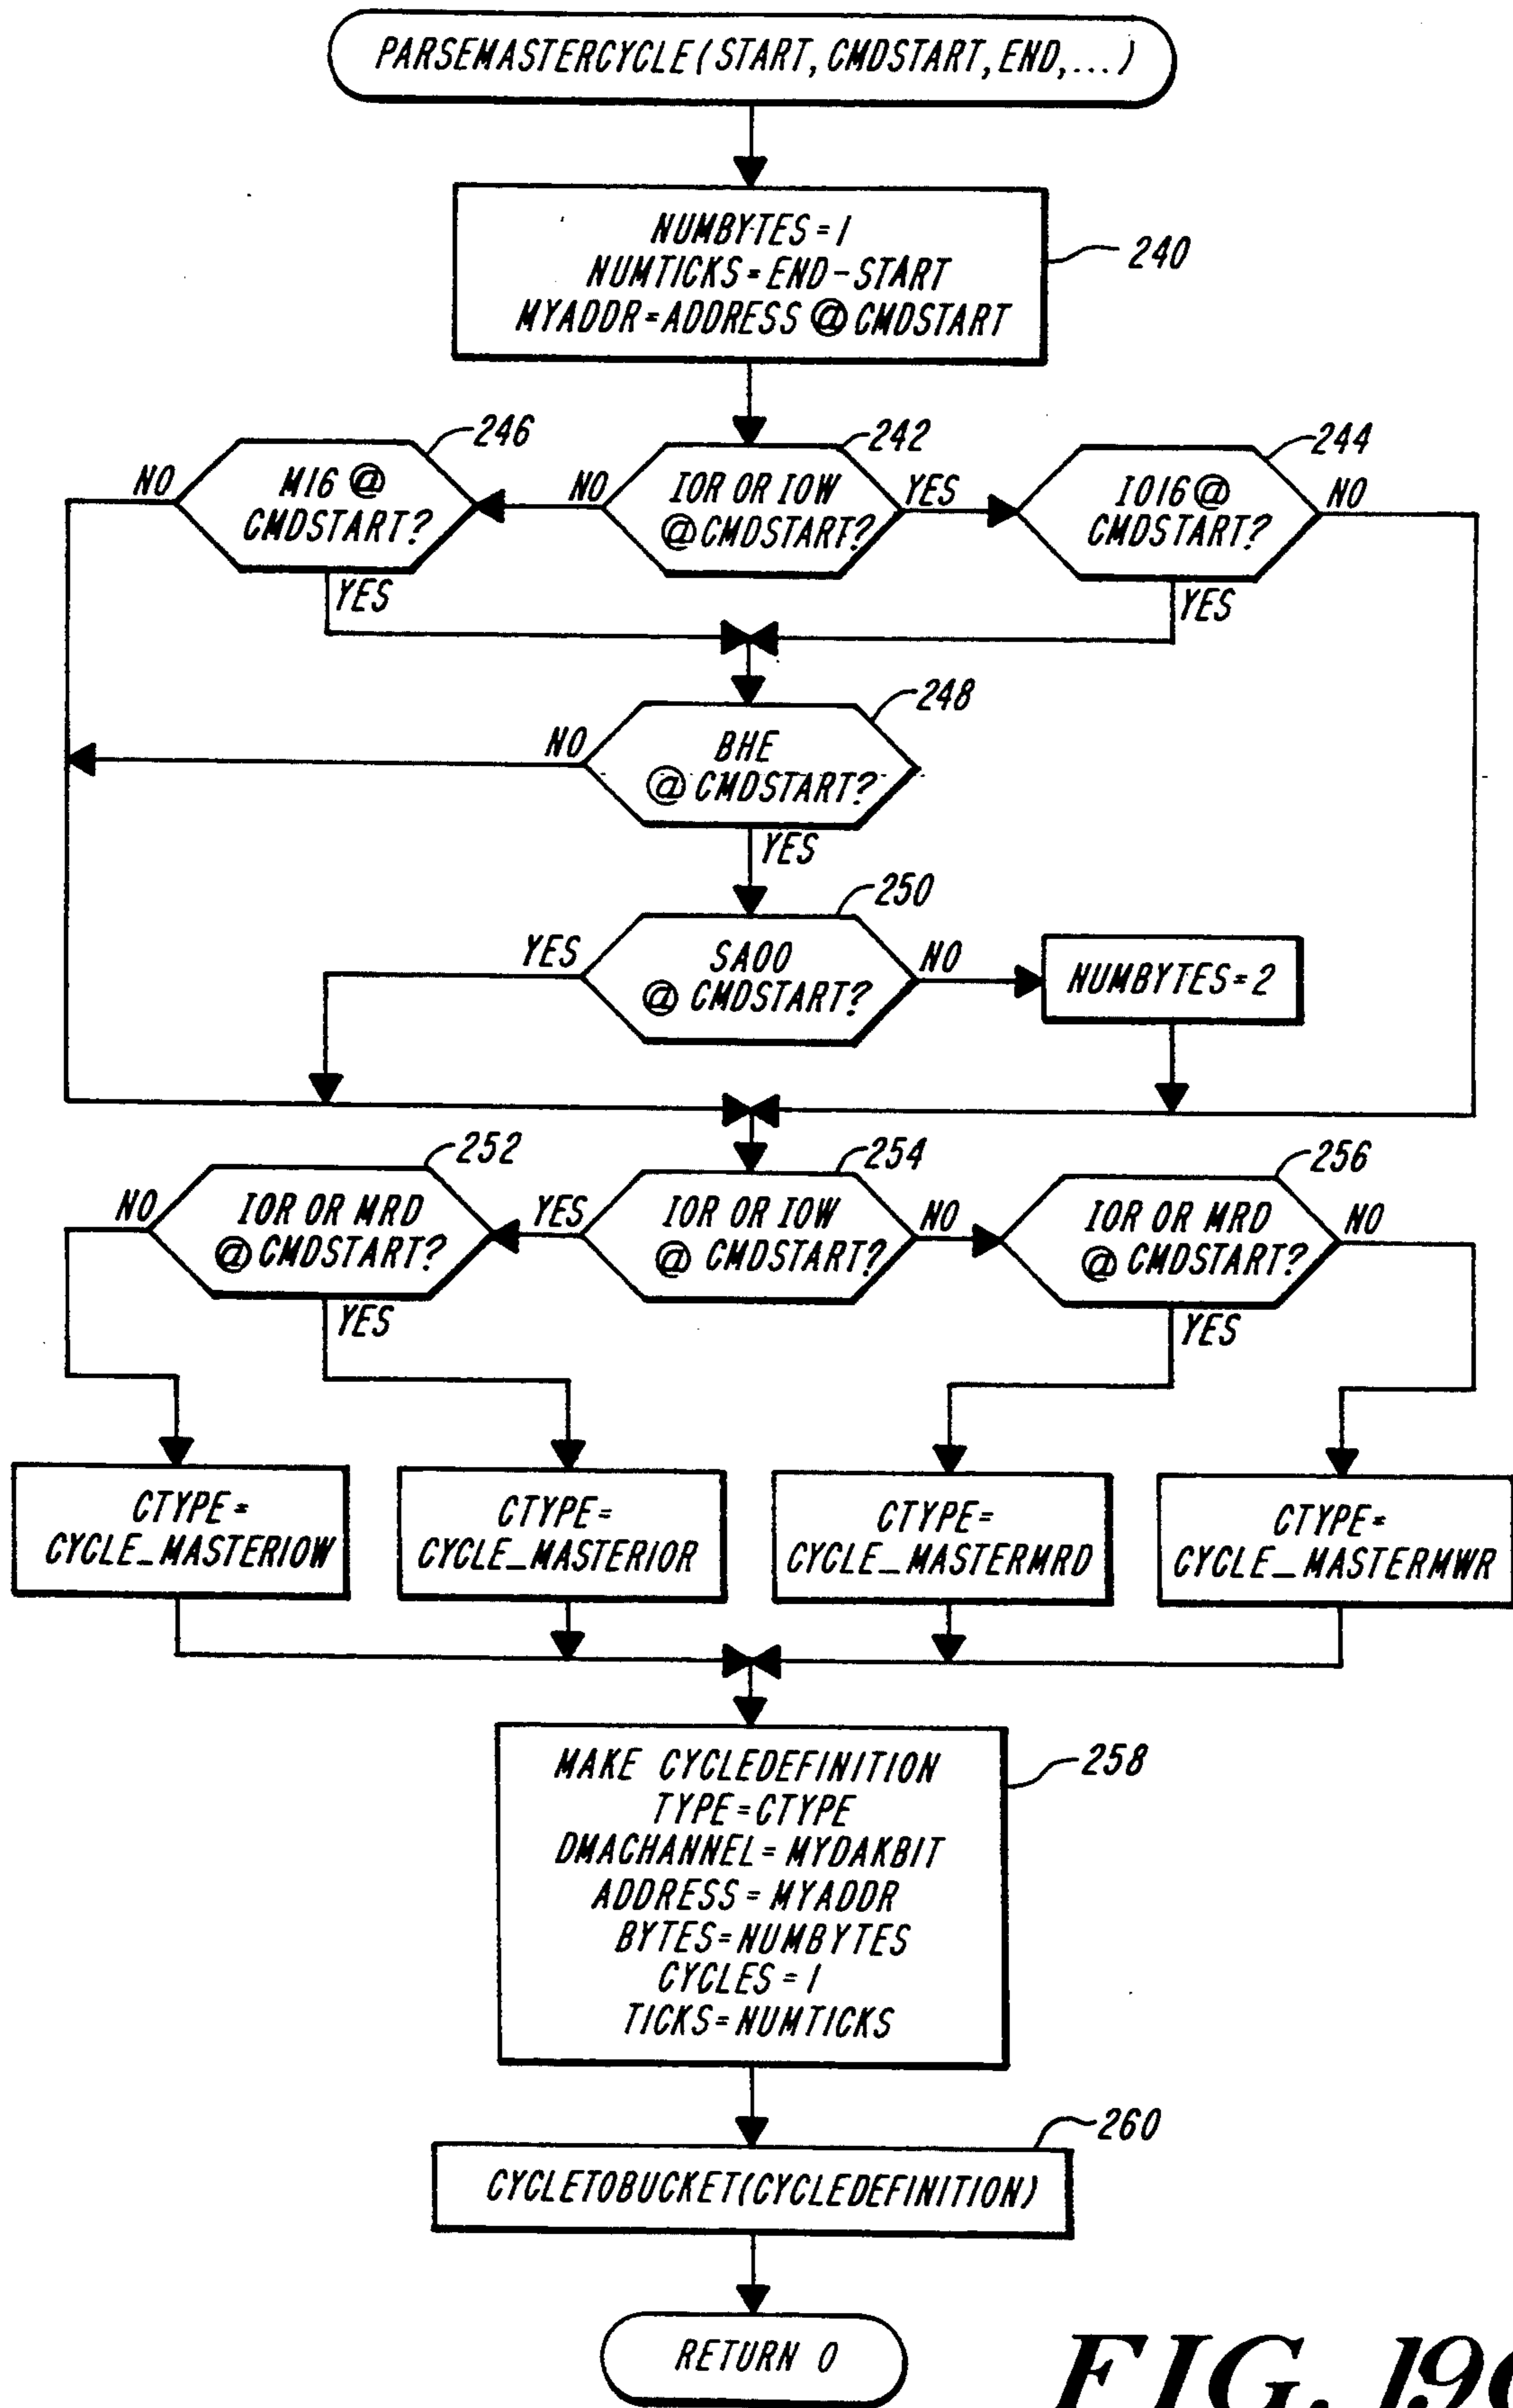 PARSEMASTERCYCLE(START, CMDSTART, END,...)
NUMBYTES=1
NUMTICKS=END-START
MYADDR=ADDRESS @ CMDSTART
240
246
242
244
NO
M16 @
CMDSTART?
NO
IOR OR IOW
@ CMDSTART?
YES
IO16 @
CMDSTART?
NO
YES
YES
248
NO
BHE
@ CMDSTART?
YES
250
YES
SA00
@ CMDSTART?
NO
NUMBYTES=2
252
254
256
NO
IOR OR MRD
@ CMDSTART?
YES
IOR OR IOW
@ CMDSTART?
NO
IOR OR MRD
@ CMDSTART?
NO
YES
YES
CTYPE=
CYCLE_MASTERIOW
CTYPE=
CYCLE_MASTERIOR
CTYPE=
CYCLE_MASTERMRD
CTYPE=
CYCLE_MASTERMWR
MAKE CYCLEDEFINITION
TYPE=CTYPE
DMACHANNEL=MYDAKBIT
ADDRESS=MYADDR
BYTES=NUMBYTES
CYCLES=1
TICKS=NUMTICKS
258
260
CYCLETOBUCKET(CYCLEDEFINITION)
RETURN 0
FIG.